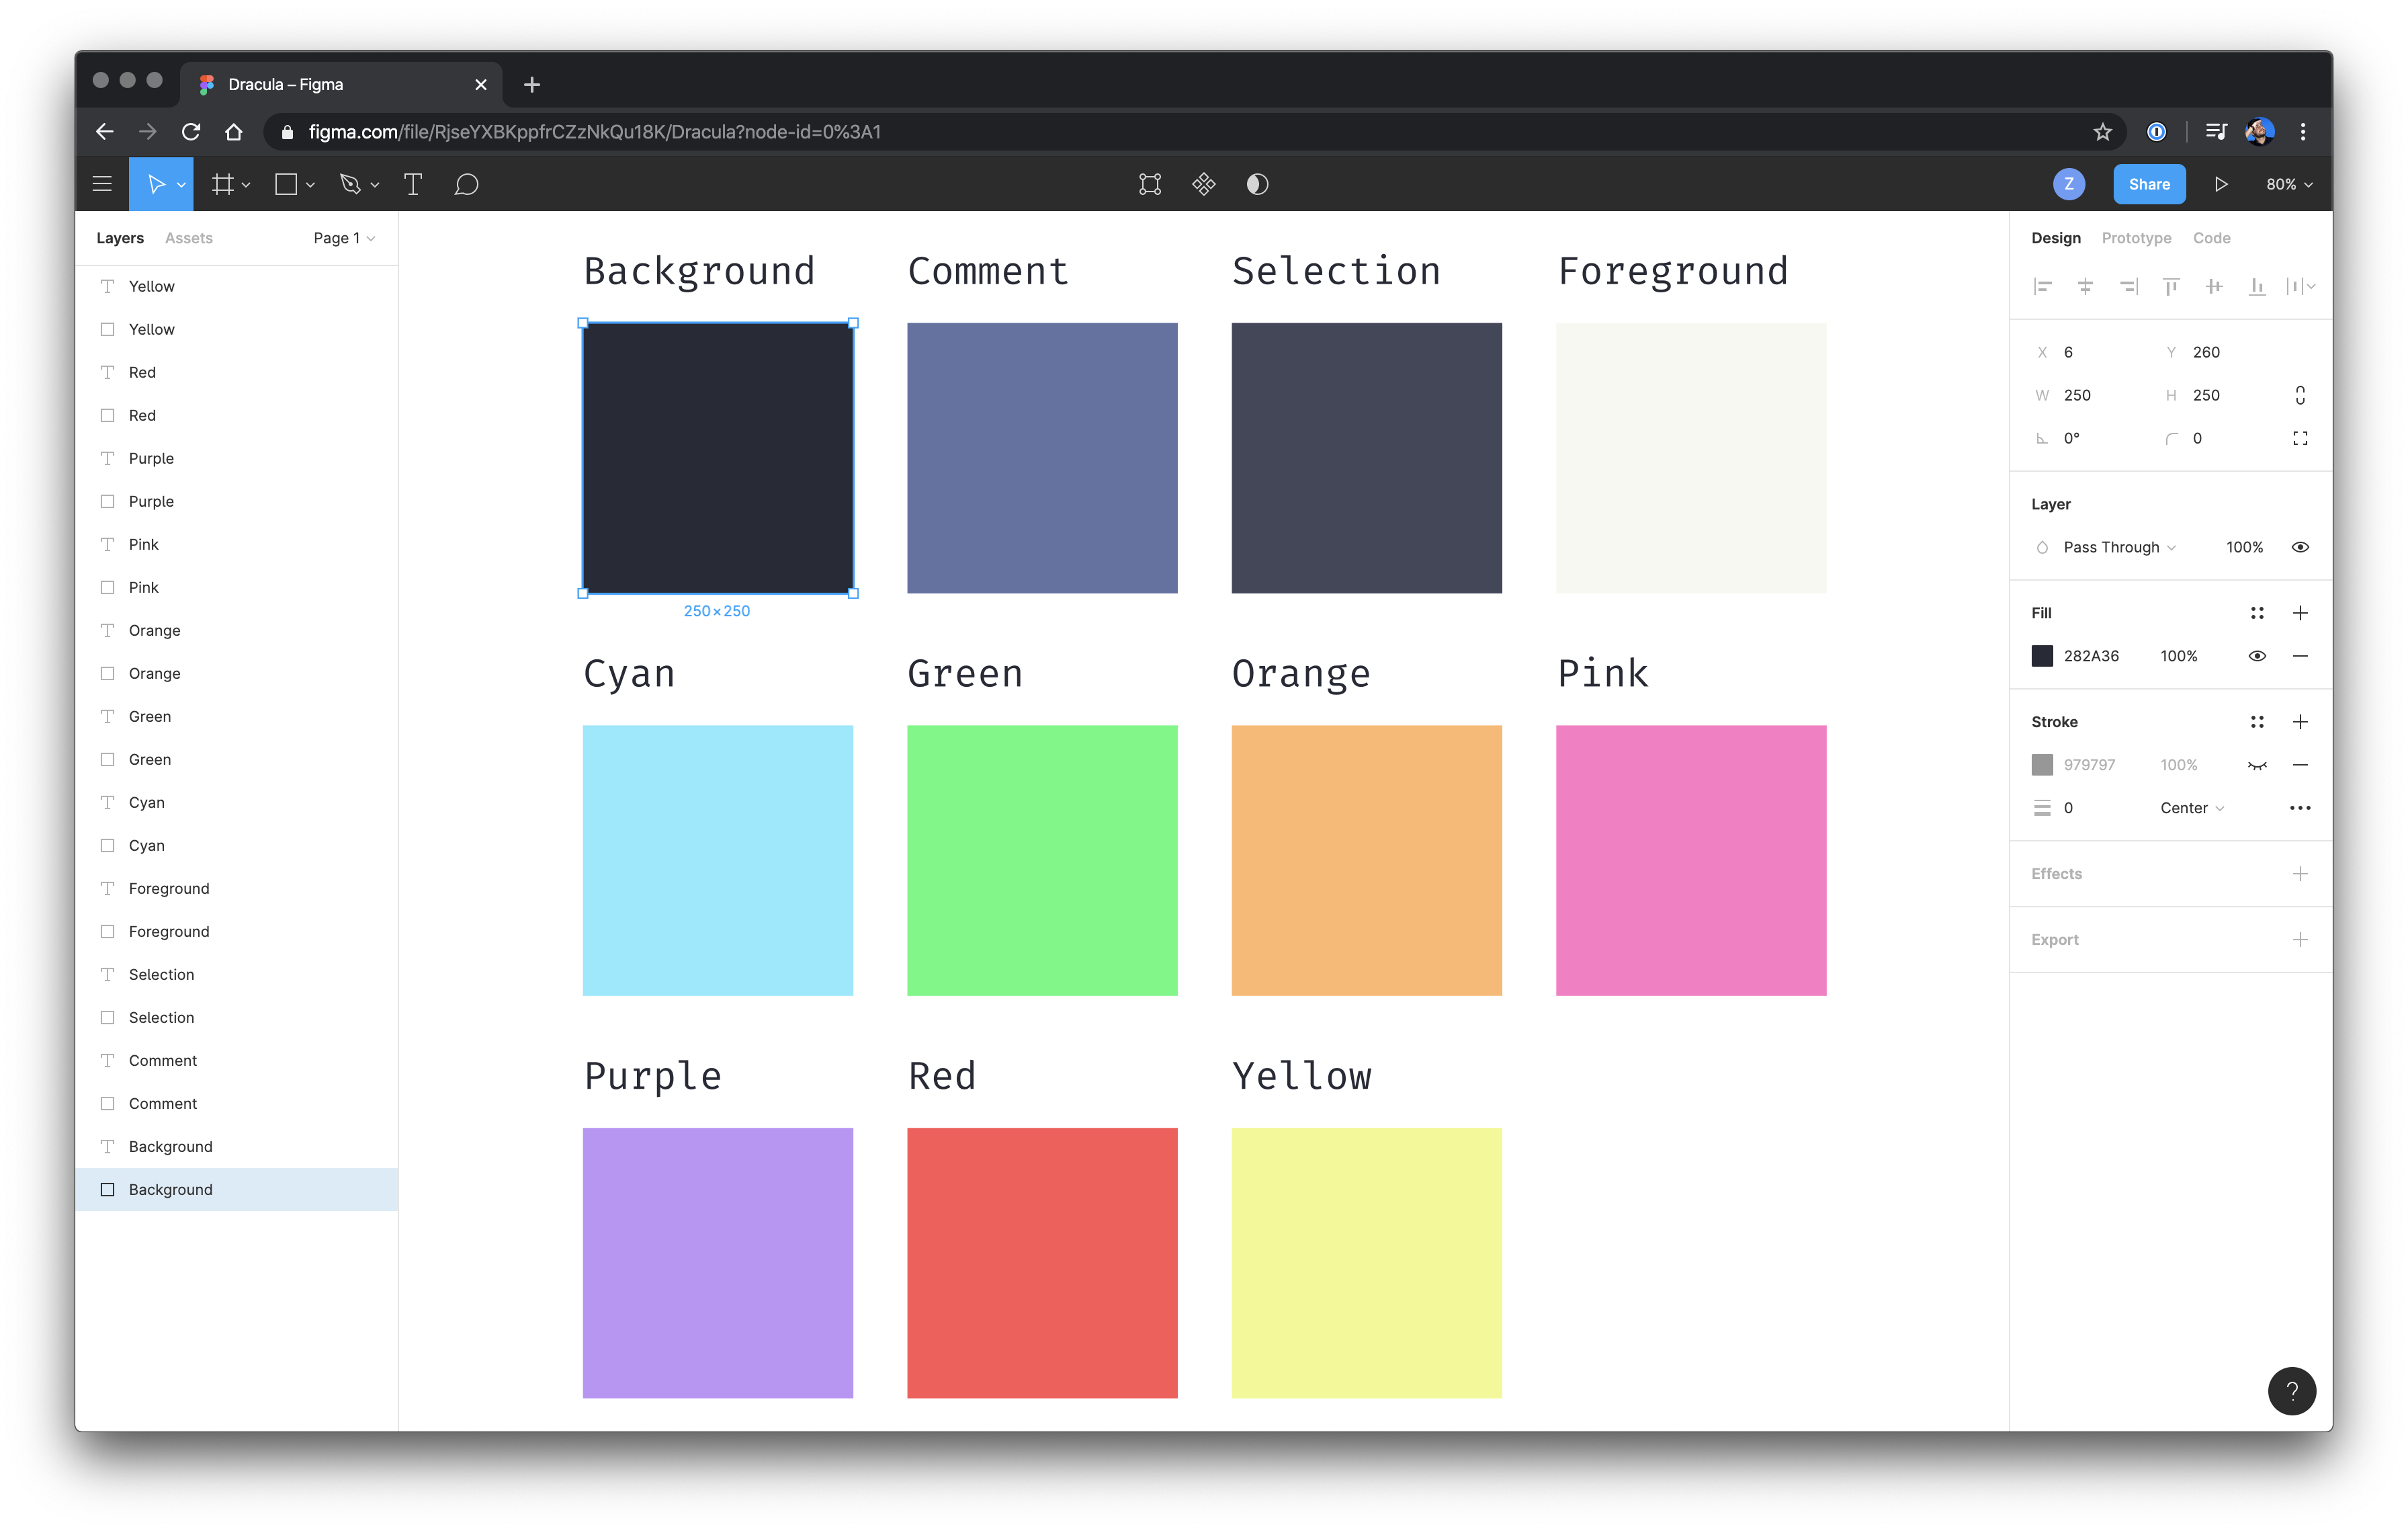 Dracula – Figma
figma.com/file/RjseYXBKppfrCZzNkQu18K/Dracula?node-id=0%3A1
Z
Share
80%
Layers
Assets
Page 1
Yellow
Yellow
Red
Red
Purple
Purple
Pink
Pink
Orange
Orange
Green
Green
Cyan
Cyan
Foreground
Foreground
Selection
Selection
Comment
Comment
Background
Background
Background
Comment
Selection
Foreground
250 × 250
Cyan
Green
Orange
Pink
Purple
Red
Yellow
Design
Prototype
Code
X 6
Y 260
W 250
H 250
0°
0
Layer
Pass Through
100%
Fill
282A36
100%
Stroke
979797
100%
0
Center
Effects
Export
?